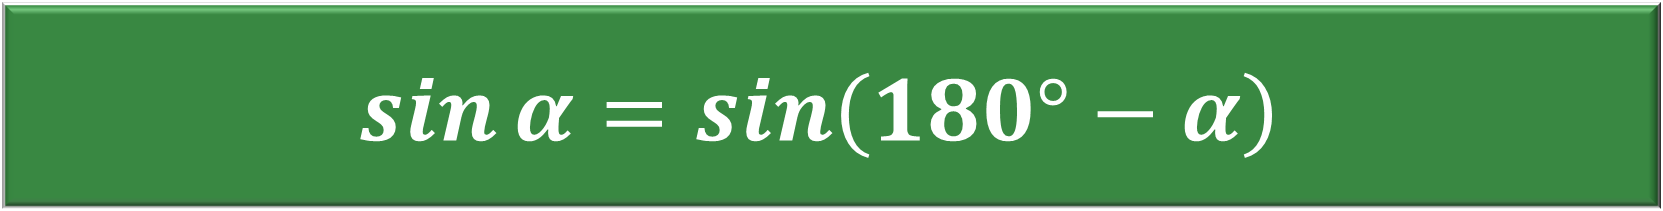 sin α = sin(180° − α)